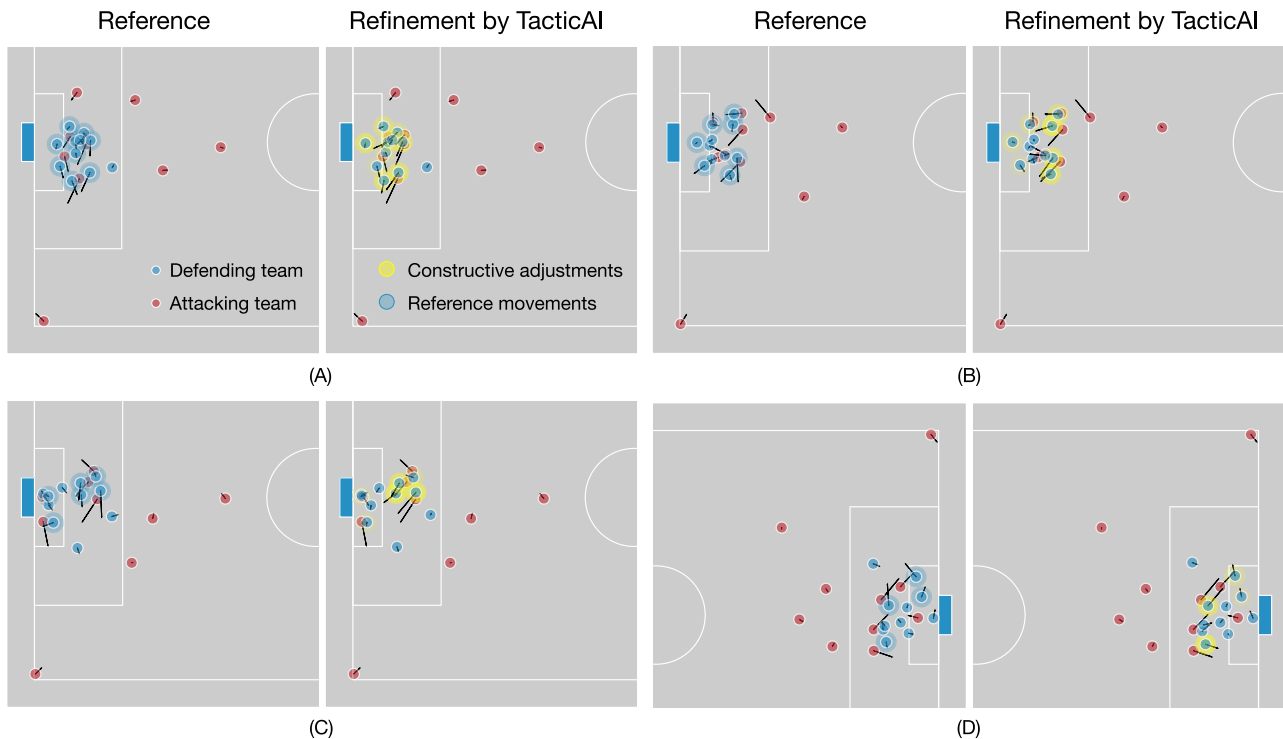 Reference
Refinement by TacticAI
Reference
Refinement by TacticAI
Defending team
Attacking team
Constructive adjustments
Reference movements
(A)
(B)
(C)
(D)